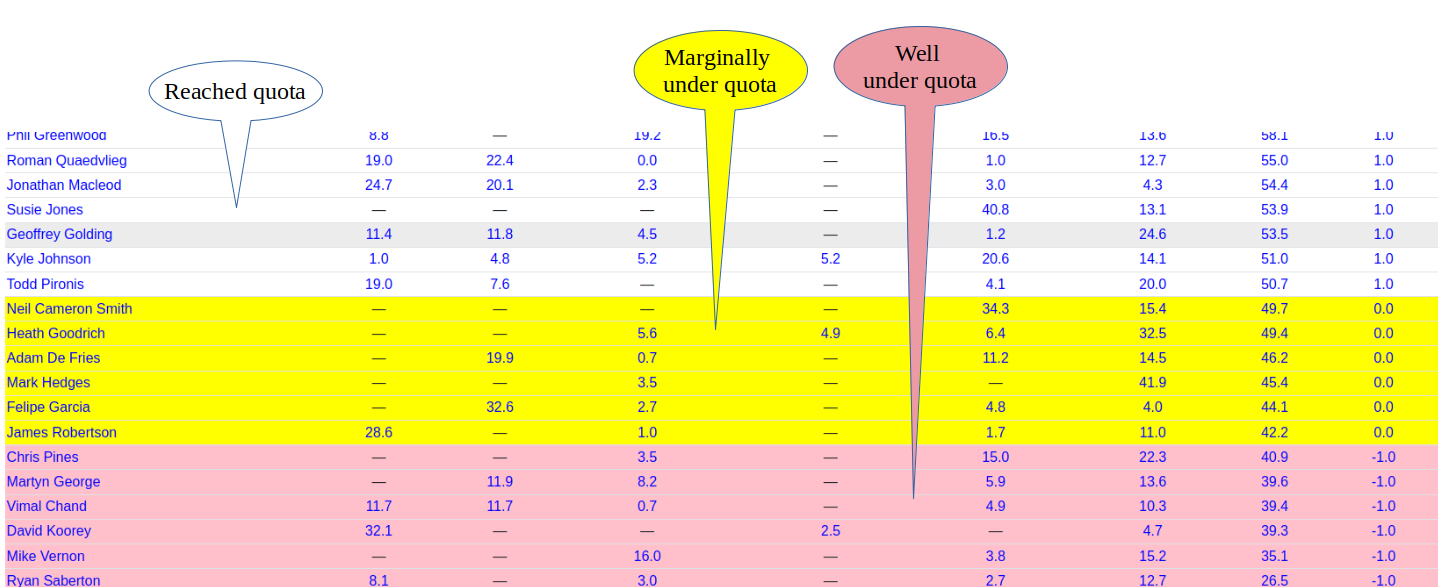 Reached quota
Marginally
under quota
Well
under quota
Phil Greenwood 8.8 — 19.2 — 16.5 13.6 58.1 1.0
Roman Quaedvlieg 19.0 22.4 0.0 — 1.0 12.7 55.0 1.0
Jonathan Macleod 24.7 20.1 2.3 — 3.0 4.3 54.4 1.0
Susie Jones — — — — 40.8 13.1 53.9 1.0
Geoffrey Golding 11.4 11.8 4.5 — 1.2 24.6 53.5 1.0
Kyle Johnson 1.0 4.8 5.2 5.2 20.6 14.1 51.0 1.0
Todd Pironis 19.0 7.6 — — 4.1 20.0 50.7 1.0
Neil Cameron Smith — — — — 34.3 15.4 49.7 0.0
Heath Goodrich — — 5.6 4.9 6.4 32.5 49.4 0.0
Adam De Fries — 19.9 0.7 — 11.2 14.5 46.2 0.0
Mark Hedges — — 3.5 — — 41.9 45.4 0.0
Felipe Garcia — 32.6 2.7 — 4.8 4.0 44.1 0.0
James Robertson 28.6 — 1.0 — 1.7 11.0 42.2 0.0
Chris Pines — — 3.5 — 15.0 22.3 40.9 -1.0
Martyn George — 11.9 8.2 — 5.9 13.6 39.6 -1.0
Vimal Chand 11.7 11.7 0.7 — 4.9 10.3 39.4 -1.0
David Koorey 32.1 — — 2.5 — 4.7 39.3 -1.0
Mike Vernon — — 16.0 — 3.8 15.2 35.1 -1.0
Ryan Saberton 8.1 — 3.0 — 2.7 12.7 26.5 -1.0